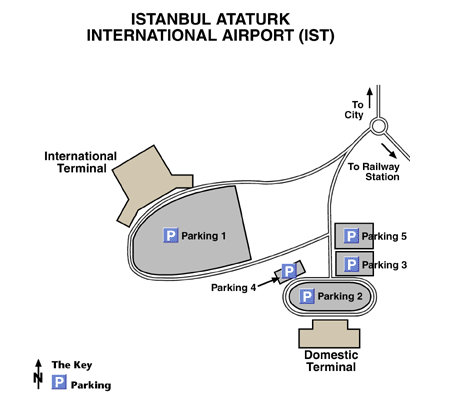 ISTANBUL ATATURK
INTERNATIONAL AIRPORT (IST)
To
City
International
Terminal
To Railway
Station
P Parking 1
P Parking 5
P Parking 3
P
Parking 4
P Parking 2
Domestic
Terminal
The Key
N
P Parking